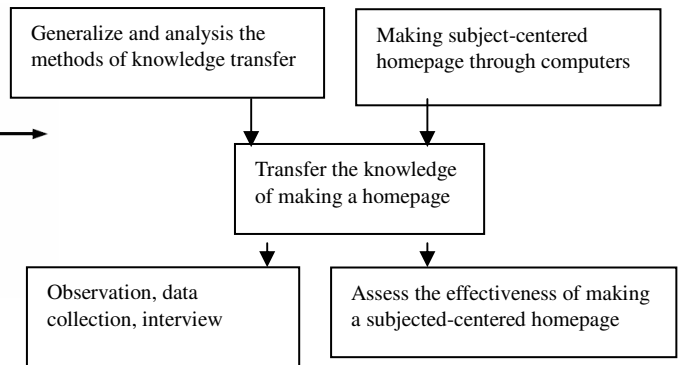 Generalize and analysis the
methods of knowledge transfer
Making subject-centered
homepage through computers
Transfer the knowledge
of making a homepage
Observation, data
collection, interview
Assess the effectiveness of making
a subjected-centered homepage